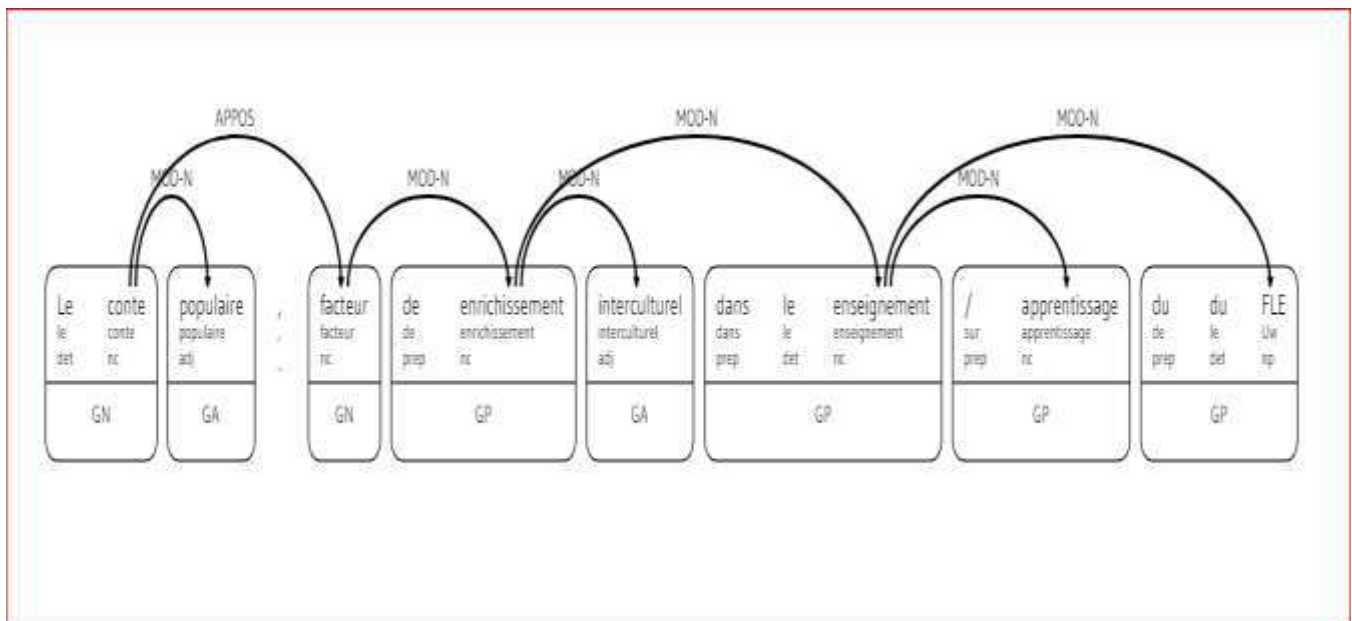 APPOS MOD-N MOD-N
MOD-N MOD-N MOD-N MOD-N
Le conte populaire , facteur de enrichissement interculturel dans le enseignement / apprentissage du du FLE
le conte populaire , facteur de enrichissement interculturel dans le enseignement sur apprentissage de le Uw
det nc adj . nc prep nc adj prep det nc prep nc prep det np
GN GA GN GP GA GP GP GP